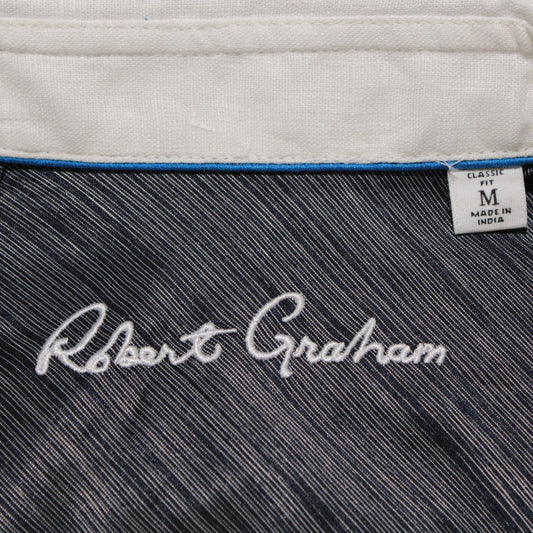 CLASSIC
FIT
M
MADE IN
INDIA
Robert Graham